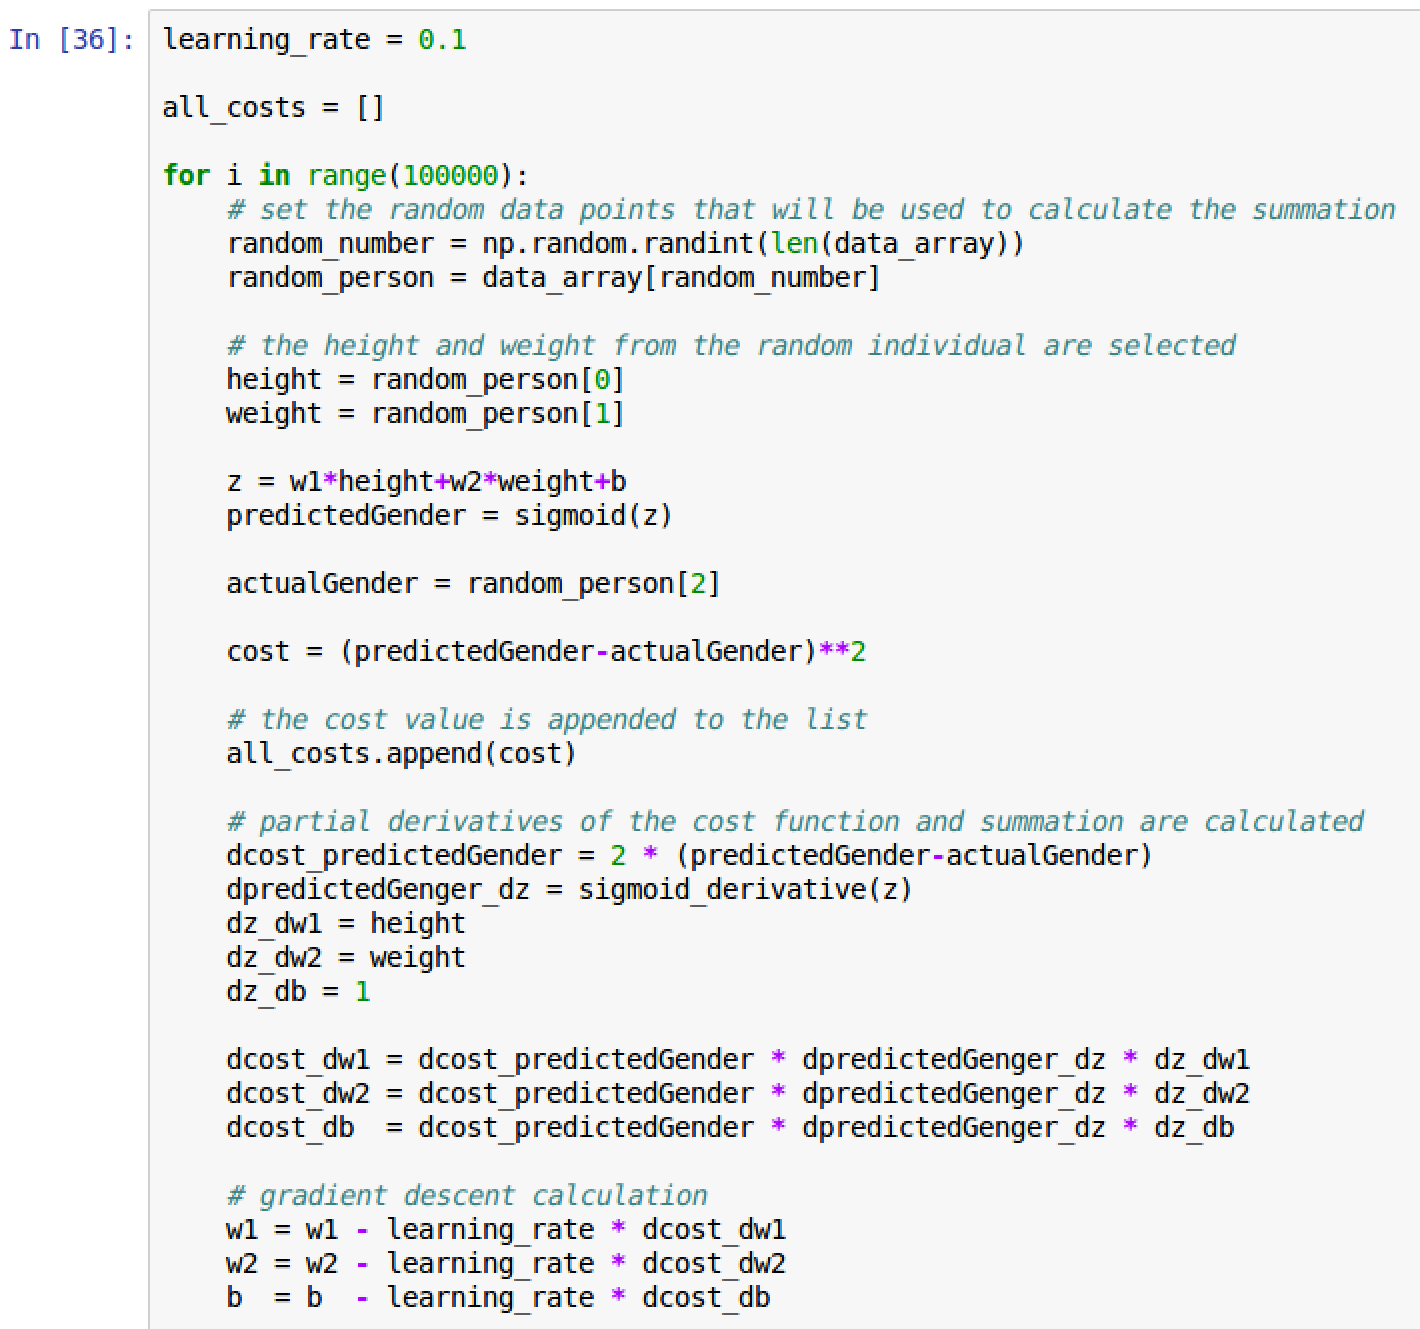 In [36]: learning_rate = 0.1
all_costs = []
for i in range(100000):
# set the random data points that will be used to calculate the summation
random_number = np.random.randint(len(data_array))
random_person = data_array[random_number]
# the height and weight from the random individual are selected
height = random_person[0]
weight = random_person[1]
z = w1*height+w2*weight+b
predictedGender = sigmoid(z)
actualGender = random_person[2]
cost = (predictedGender-actualGender)**2
# the cost value is appended to the list
all_costs.append(cost)
# partial derivatives of the cost function and summation are calculated
dcost_predictedGender = 2 * (predictedGender-actualGender)
dpredictedGenger_dz = sigmoid_derivative(z)
dz_dw1 = height
dz_dw2 = weight
dz_db = 1
dcost_dw1 = dcost_predictedGender * dpredictedGenger_dz * dz_dw1
dcost_dw2 = dcost_predictedGender * dpredictedGenger_dz * dz_dw2
dcost_db  = dcost_predictedGender * dpredictedGenger_dz * dz_db
# gradient descent calculation
w1 = w1 - learning_rate * dcost_dw1
w2 = w2 - learning_rate * dcost_dw2
b  = b  - learning_rate * dcost_db